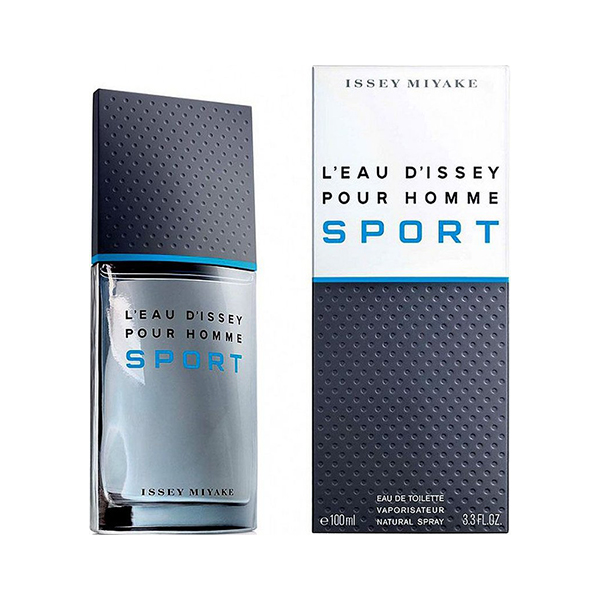 L'EAU D'ISSEY
POUR HOMME
SPORT
ISSEY MIYAKE
ISSEY MIYAKE
L'EAU D'ISSEY
POUR HOMME
SPORT
EAU DE TOILETTE
VAPORISATEUR
℮100ml NATURAL SPRAY 3.3 FL.OZ.